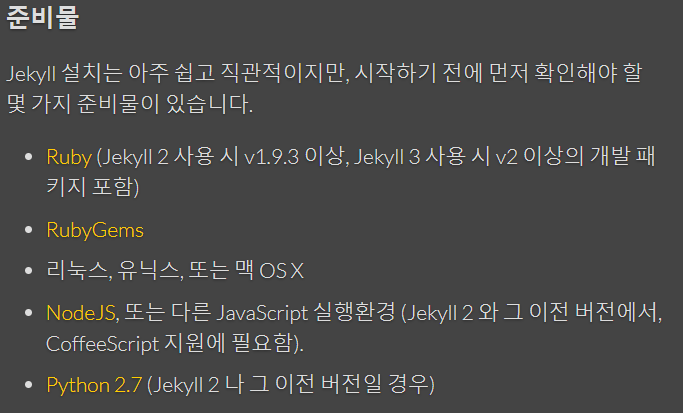 준비물
Jekyll 설치는 아주 쉽고 직관적이지만, 시작하기 전에 먼저 확인해야 할
몇 가지 준비물이 있습니다.
• Ruby (Jekyll 2 사용 시 v1.9.3 이상, Jekyll 3 사용 시 v2 이상의 개발 패
키지 포함)
• RubyGems
• 리눅스, 유닉스, 또는 맥 OS X
• NodeJS, 또는 다른 JavaScript 실행환경 (Jekyll 2 와 그 이전 버전에서,
CoffeeScript 지원에 필요함).
• Python 2.7 (Jekyll 2 나 그 이전 버전일 경우)